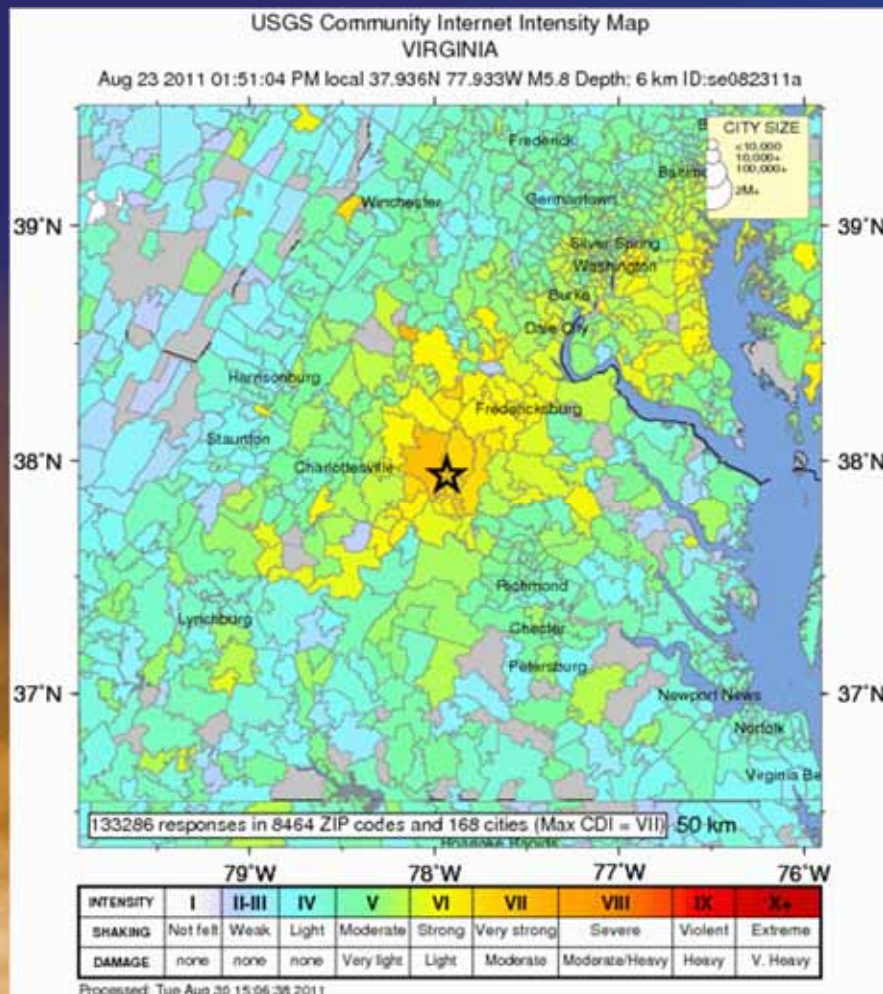 USGS Community Internet Intensity Map
VIRGINIA
Aug 23 2011 01:51:04 PM local 37.936N 77.933W M5.8 Depth: 6 km ID:se082311a
CITY SIZE
<10,000
10,000+
100,000+
2M+
Frederick
Winchester
Germantown
39°N
39°N
Silver Spring
Washington
Burke
Dale City
Harrisonburg
Fredericksburg
Staunton
38°N
Charlottesville
38°N
Richmond
Lynchburg
Chester
Petersburg
37°N
Newport News
37°N
Norfolk
Virginia Be
133286 responses in 8464 ZIP codes and 168 cities (Max CDI = VII)
50 km
Roanoke Rapids
79°W 78°W 77°W 76°W
INTENSITY I II-III IV V VI VII VIII IX X+
SHAKING Not felt Weak Light Moderate Strong Very strong Severe Violent Extreme
DAMAGE none none none Very light Light Moderate Moderate/Heavy Heavy V. Heavy
Processed: Tue Aug 30 15:06:38 2011